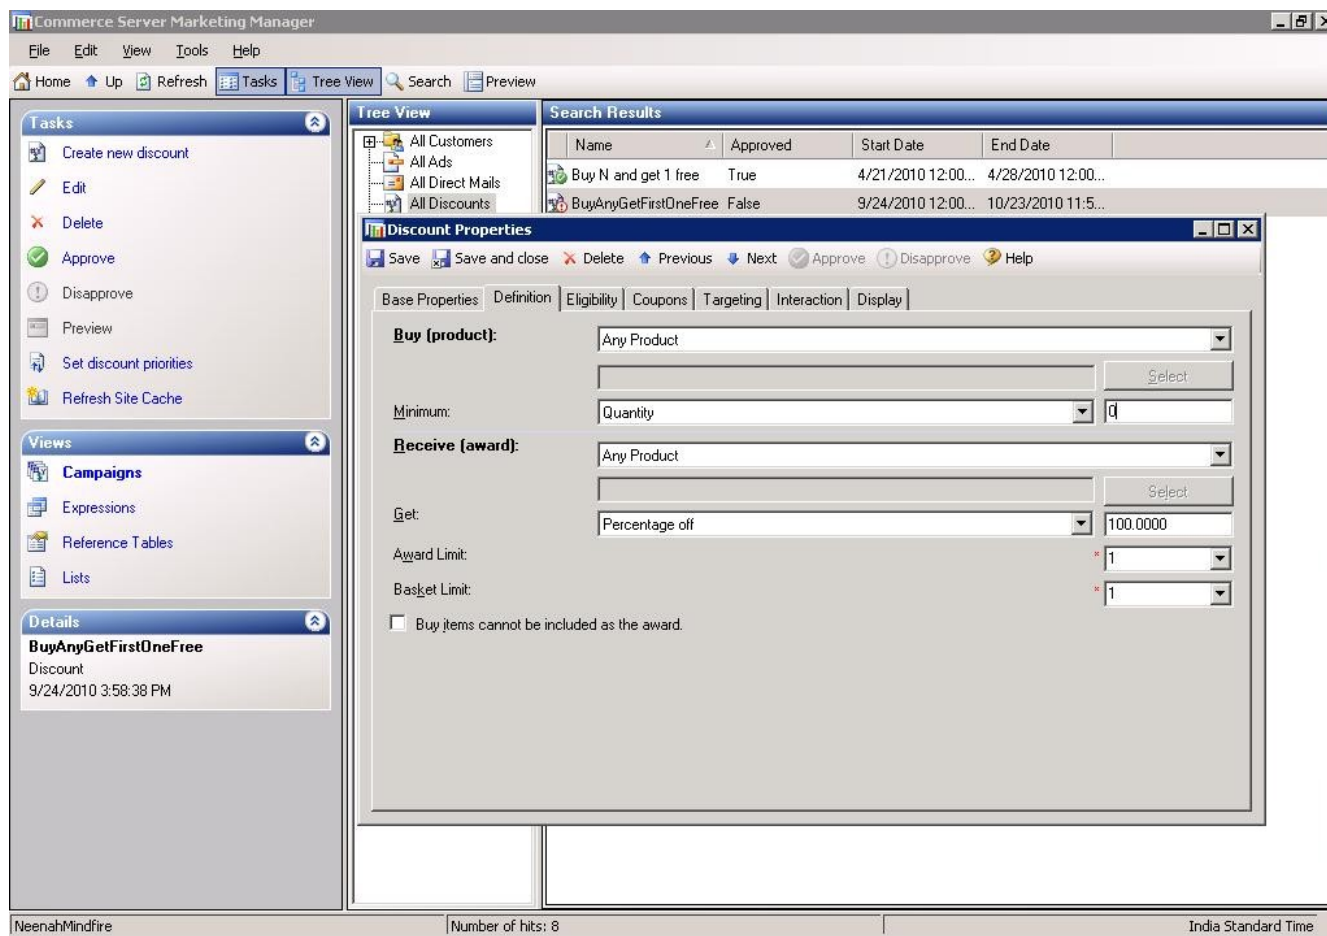 Commerce Server Marketing Manager
File Edit View Tools Help
Home Up Refresh Tasks Tree View Search Preview
Tasks
Create new discount
Edit
Delete
Approve
Disapprove
Preview
Set discount priorities
Refresh Site Cache
Views
Campaigns
Expressions
Reference Tables
Lists
Details
BuyAnyGetFirstOneFree
Discount
9/24/2010 3:58:38 PM
Tree View
All Customers
All Ads
All Direct Mails
All Discounts
Search Results
Name Approved Start Date End Date
Buy N and get 1 free True 4/21/2010 12:00... 4/28/2010 12:00...
BuyAnyGetFirstOneFree False 9/24/2010 12:00... 10/23/2010 11:5...
Discount Properties
Save Save and close Delete Previous Next Approve Disapprove Help
Base Properties Definition Eligibility Coupons Targeting Interaction Display
Buy (product): Any Product
Select
Minimum: Quantity 0
Receive (award): Any Product
Select
Get: Percentage off 100.0000
Award Limit: * 1
Basket Limit: * 1
Buy items cannot be included as the award.
NeenahMindfire Number of hits: 8 India Standard Time